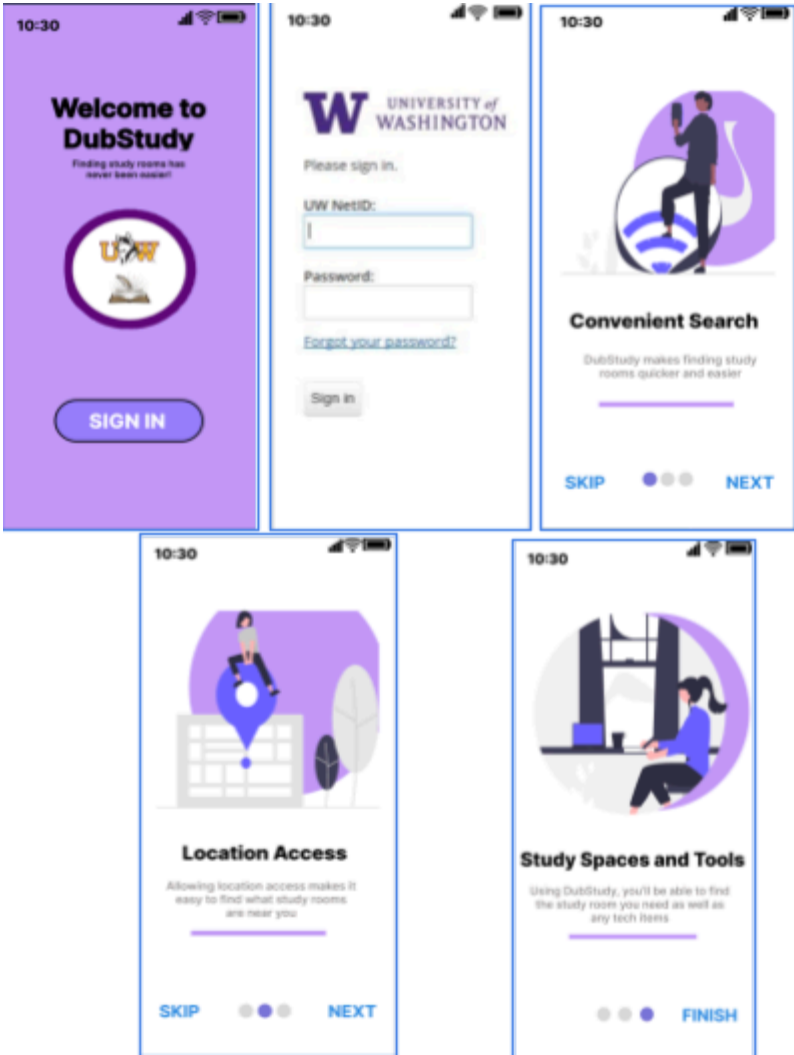 10:30
Welcome to
DubStudy
Finding study rooms has
never been easier!
UW
SIGN IN
10:30
W UNIVERSITY of
WASHINGTON
Please sign in.
UW NetID:
Password:
Forgot your password?
Sign in
10:30
Convenient Search
DubStudy makes finding study
rooms quicker and easier
SKIP
NEXT
10:30
Location Access
Allowing location access makes it
easy to find what study rooms
are near you
SKIP
NEXT
10:30
Study Spaces and Tools
Using DubStudy, you'll be able to find
the study room you need as well as
any tech items
FINISH